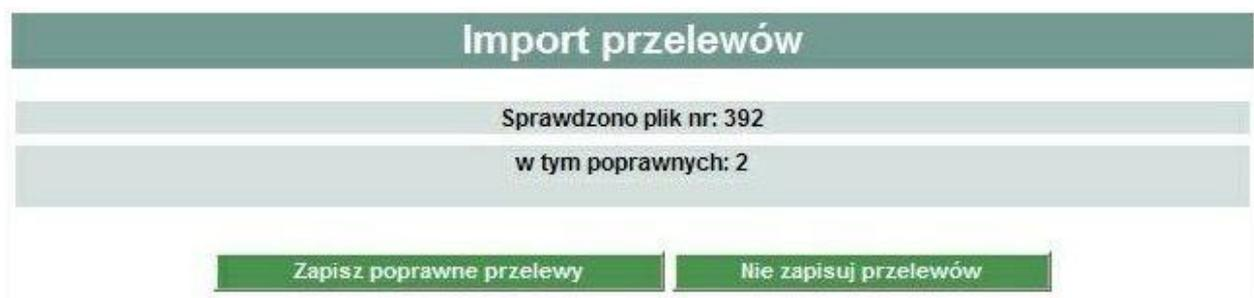 Import przelewów
Sprawdzono plik nr: 392
w tym poprawnych: 2
Zapisz poprawne przelewy Nie zapisuj przelewów